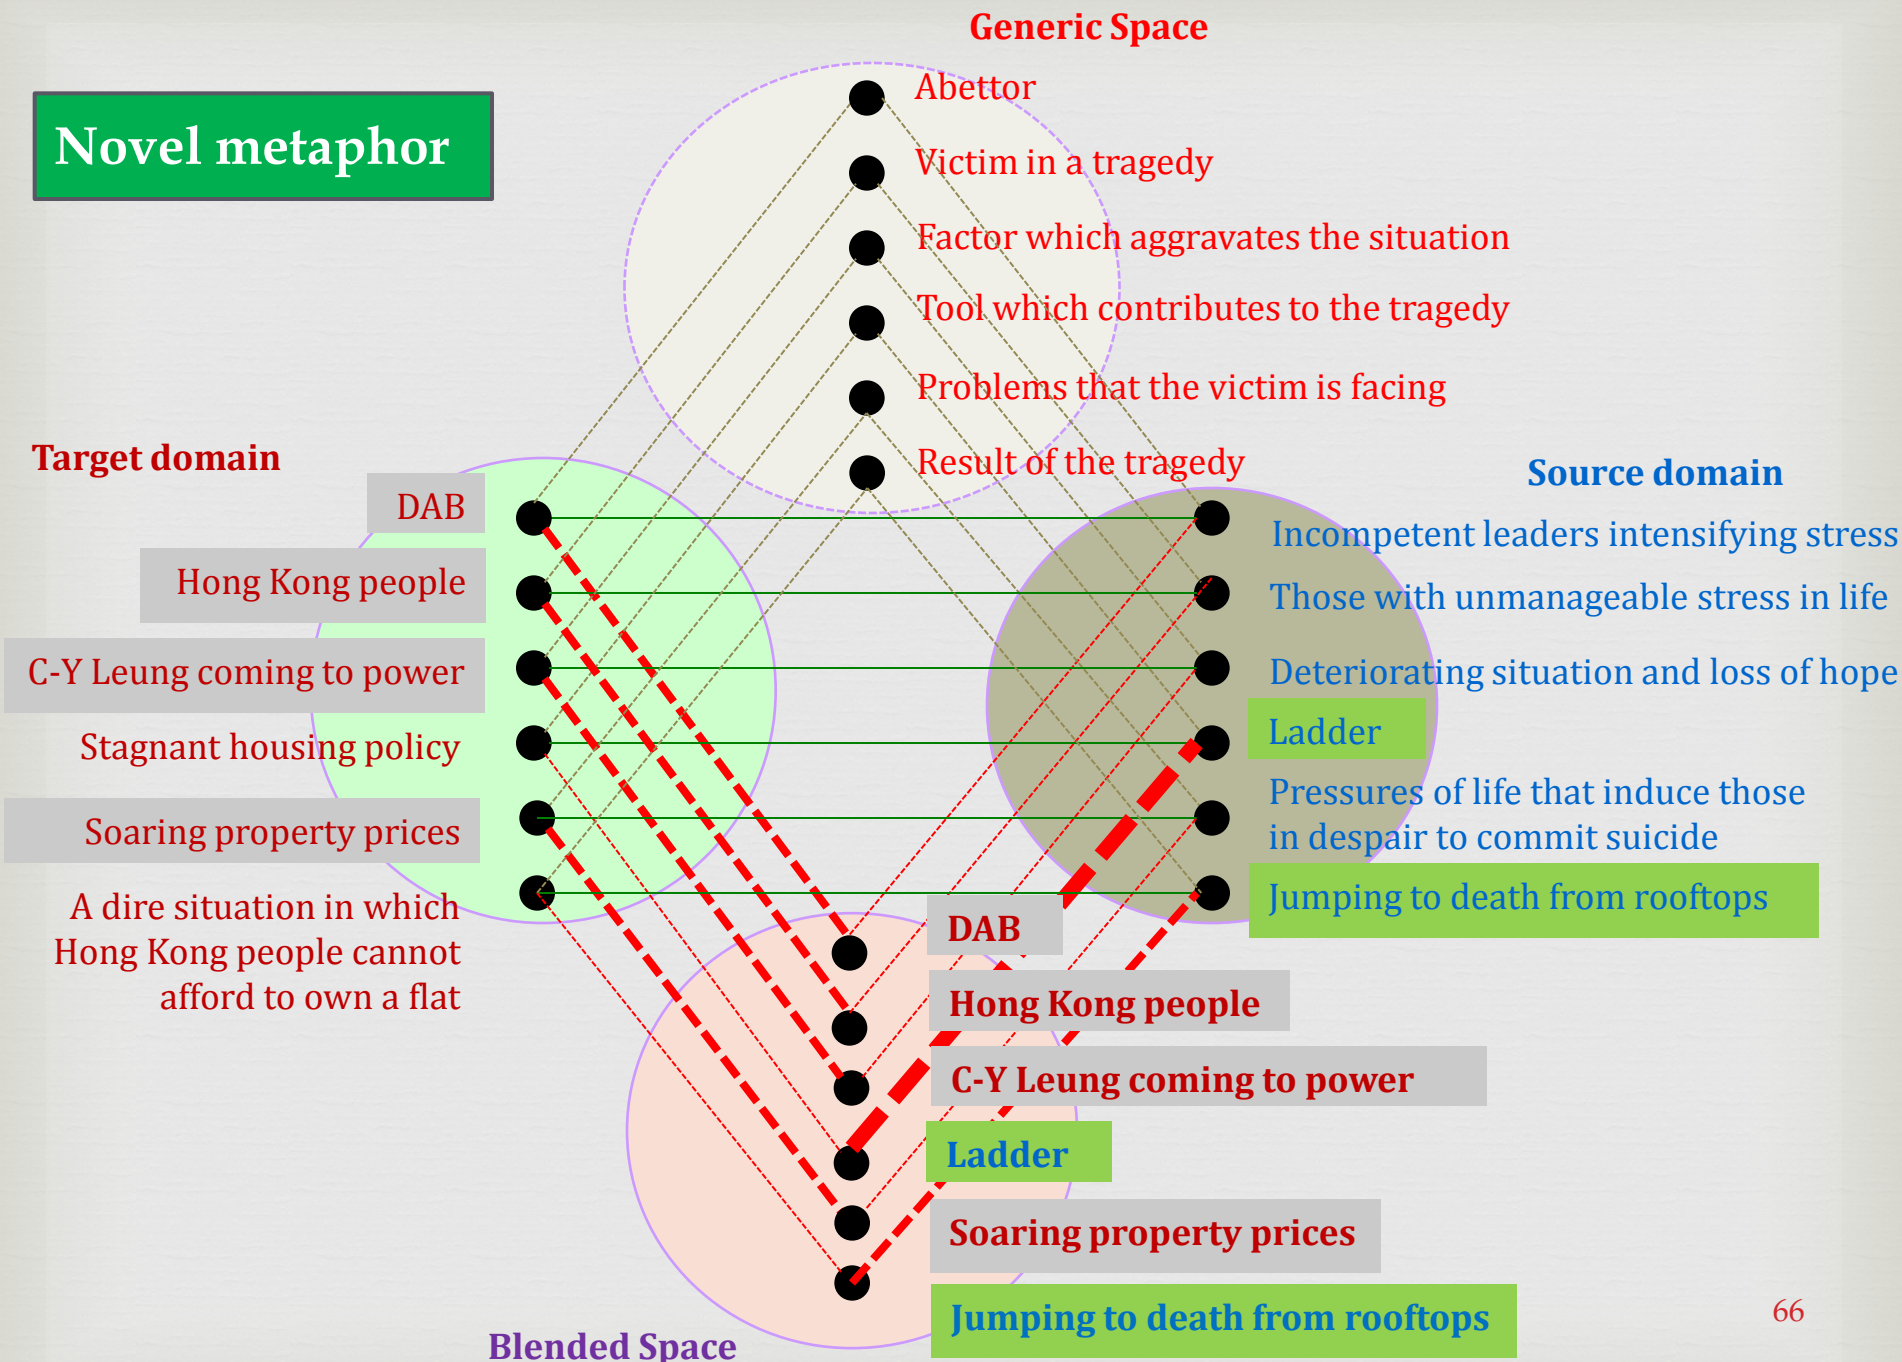 Generic Space
Novel metaphor
Abettor
Victim in a tragedy
Factor which aggravates the situation
Tool which contributes to the tragedy
Problems that the victim is facing
Result of the tragedy
Target domain
DAB
Hong Kong people
C-Y Leung coming to power
Stagnant housing policy
Soaring property prices
A dire situation in which
Hong Kong people cannot
afford to own a flat
Source domain
Incompetent leaders intensifying stress
Those with unmanageable stress in life
Deteriorating situation and loss of hope
Ladder
Pressures of life that induce those
in despair to commit suicide
Jumping to death from rooftops
DAB
Hong Kong people
C-Y Leung coming to power
Ladder
Soaring property prices
Jumping to death from rooftops
Blended Space
66